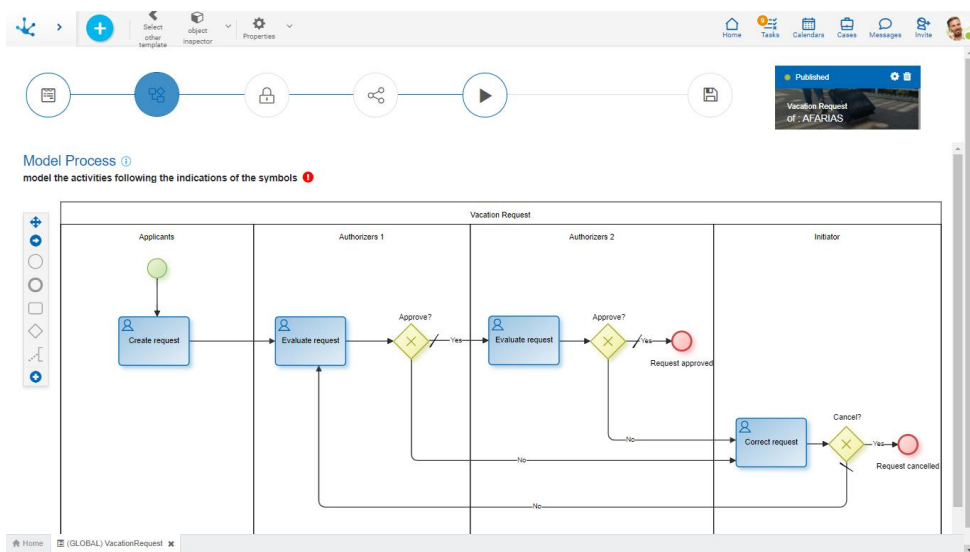 Select
other
template
object
inspector
Properties
Home
9
Tasks
Calendars
Cases
Messages
Invite
Published
Vacation Request
of : AFARIAS
Model Process
model the activities following the indications of the symbols
Vacation Request
Applicants
Authorizers 1
Authorizers 2
Initiator
Create request
Evaluate request
Approve?
Yes
Evaluate request
Approve?
Yes
Request approved
No
No
Correct request
Cancel?
Yes
Request cancelled
No
Home
(GLOBAL) VacationRequest